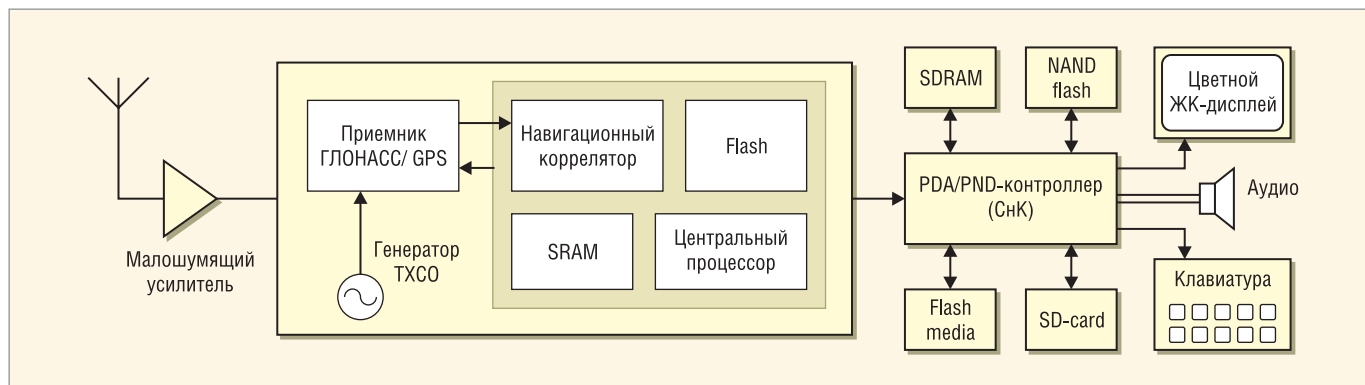 Малошумящий
усилитель
Приемник
ГЛОНАСС/ GPS
Генератор
TXCO
Навигационный
коррелятор
Flash
SRAM
Центральный
процессор
SDRAM
NAND
flash
PDA/PND-контроллер
(СнК)
Flash
media
SD-card
Цветной
ЖК-дисплей
Аудио
Клавиатура